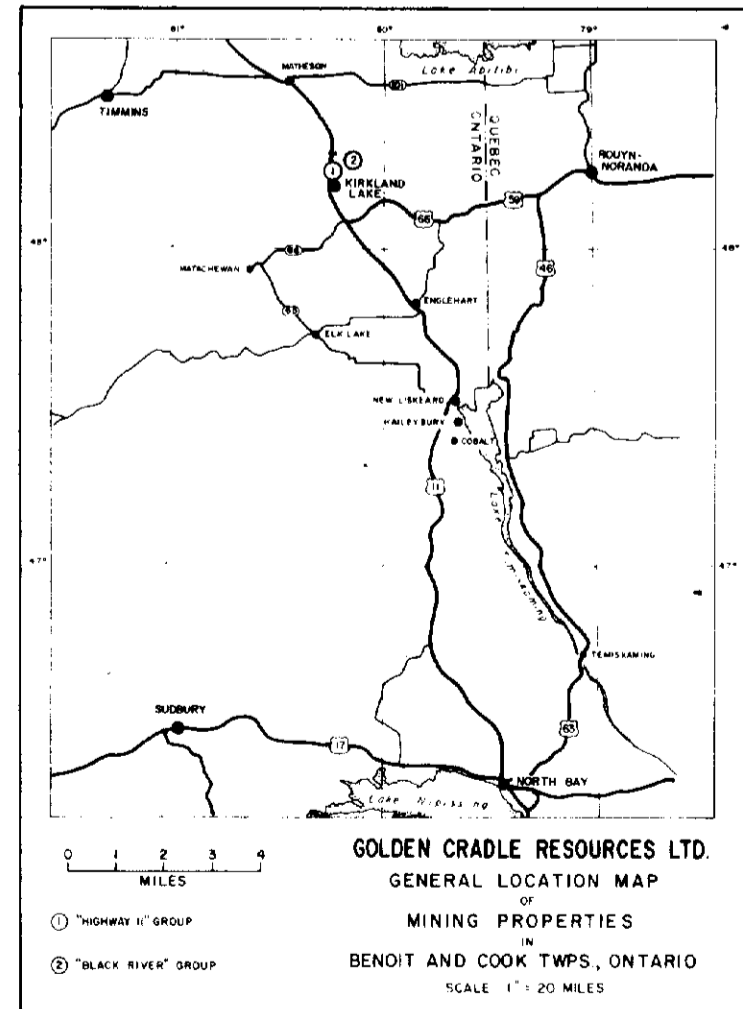 81° 80° 79°
MATHESON
Lake Abitibi
101
TIMMINS
QUEBEC
ONTARIO
② 
①
KIRKLAND
LAKE
ROUYN-
NORANDA
59
66
48° 48°
46
MATACHEWAN
ENGLEHART
ELK LAKE
NEW LISKEARD
HAILEYBURY
COBALT
11
Lake
47° 47°
TEMISKAMING
SUDBURY
63
17
NORTH BAY
Lake Nipissing
0 1 2 3 4
MILES
① "HIGHWAY 11" GROUP
② "BLACK RIVER" GROUP
GOLDEN CRADLE RESOURCES LTD.
GENERAL LOCATION MAP
OF
MINING PROPERTIES
IN
BENOIT AND COOK TWPS., ONTARIO
SCALE 1" = 20 MILES